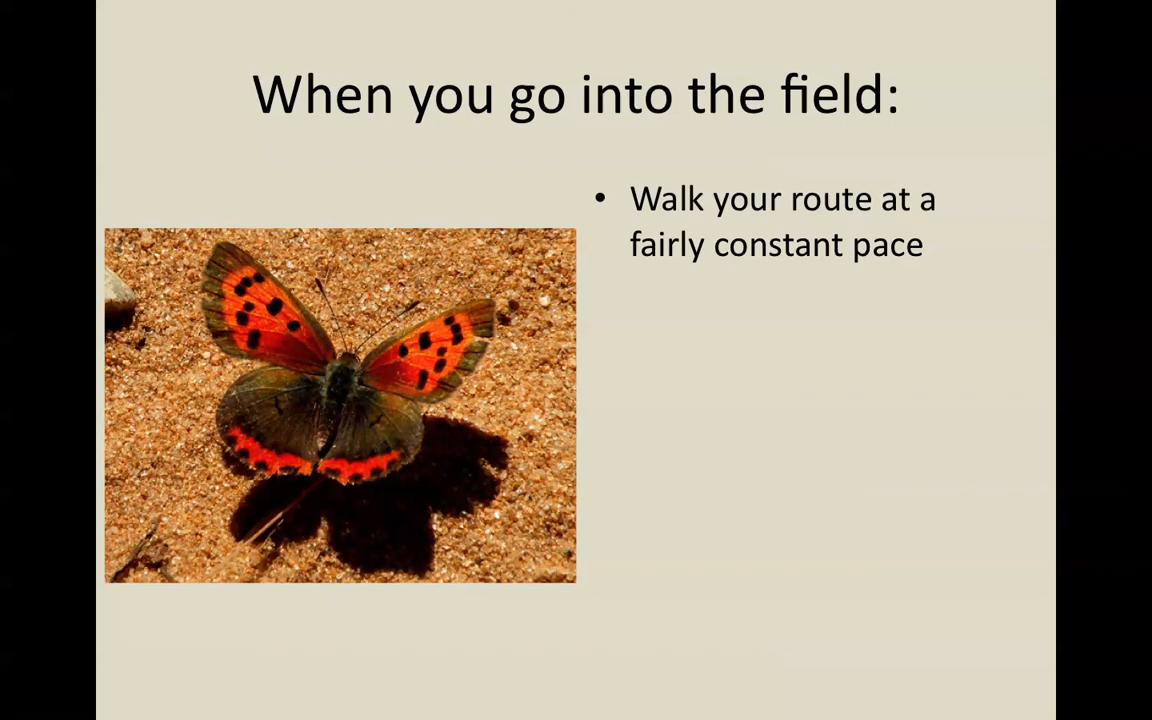 When you go into the field:
• Walk your route at a
fairly constant pace